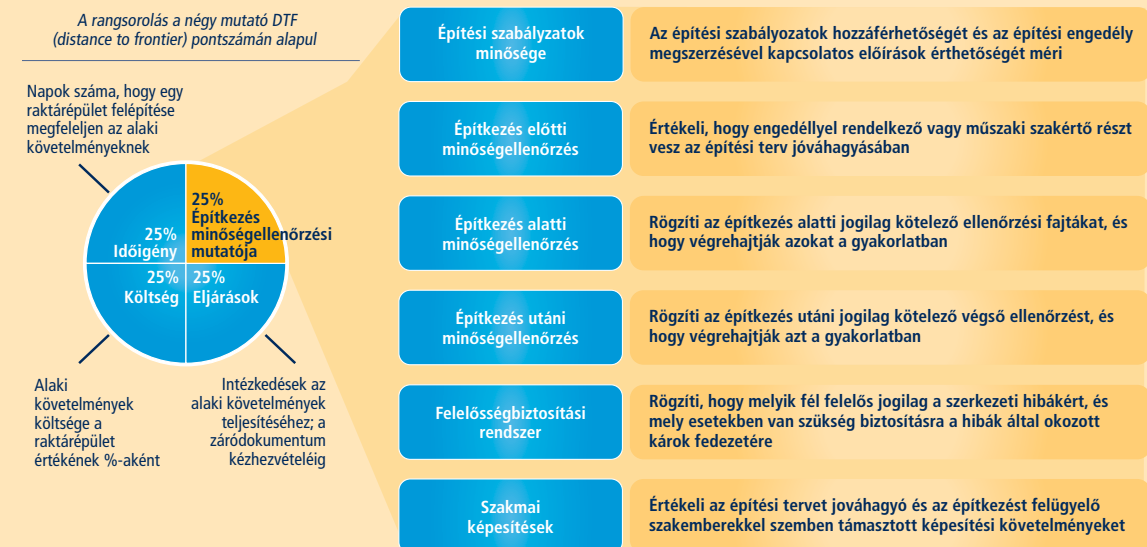 A rangsorolás a négy mutató DTF
(distance to frontier) pontszámán alapul
Napok száma, hogy egy
raktárépület felépítése
megfeleljen az alaki
követelményeknek
25%
Időigény
25%
Építkezés
minőségellenőrzési
mutatója
25%
Költség
25%
Eljárások
Alaki
követelmények
költsége a
raktárépület
értékének %-aként
Intézkedések az
alaki követelmények
teljesítéséhez; a
záródokumentum
kézhezvételéig
Építési szabályzatok
minősége
Az építési szabályozatok hozzáférhetőségét és az építési engedély
megszerzésével kapcsolatos előírások érthetőségét méri
Építkezés előtti
minőségellenőrzés
Értékeli, hogy engedéllyel rendelkező vagy műszaki szakértő részt
vesz az építési terv jóváhagyásában
Építkezés alatti
minőségellenőrzés
Rögzíti az építkezés alatti jogilag kötelező ellenőrzési fajtákat, és
hogy végrehajtják azokat a gyakorlatban
Építkezés utáni
minőségellenőrzés
Rögzíti az építkezés utáni jogilag kötelező végső ellenőrzést, és
hogy végrehajtják azt a gyakorlatban
Felelősségbiztosítási
rendszer
Rögzíti, hogy melyik fél felelős jogilag a szerkezeti hibákért, és
mely esetekben van szükség biztosításra a hibák által okozott
károk fedezetére
Szakmai
képesítések
Értékeli az építési tervet jováhagyó és az építkezést felügyelő
szakemberekkel szemben támasztott képesítési követelményeket